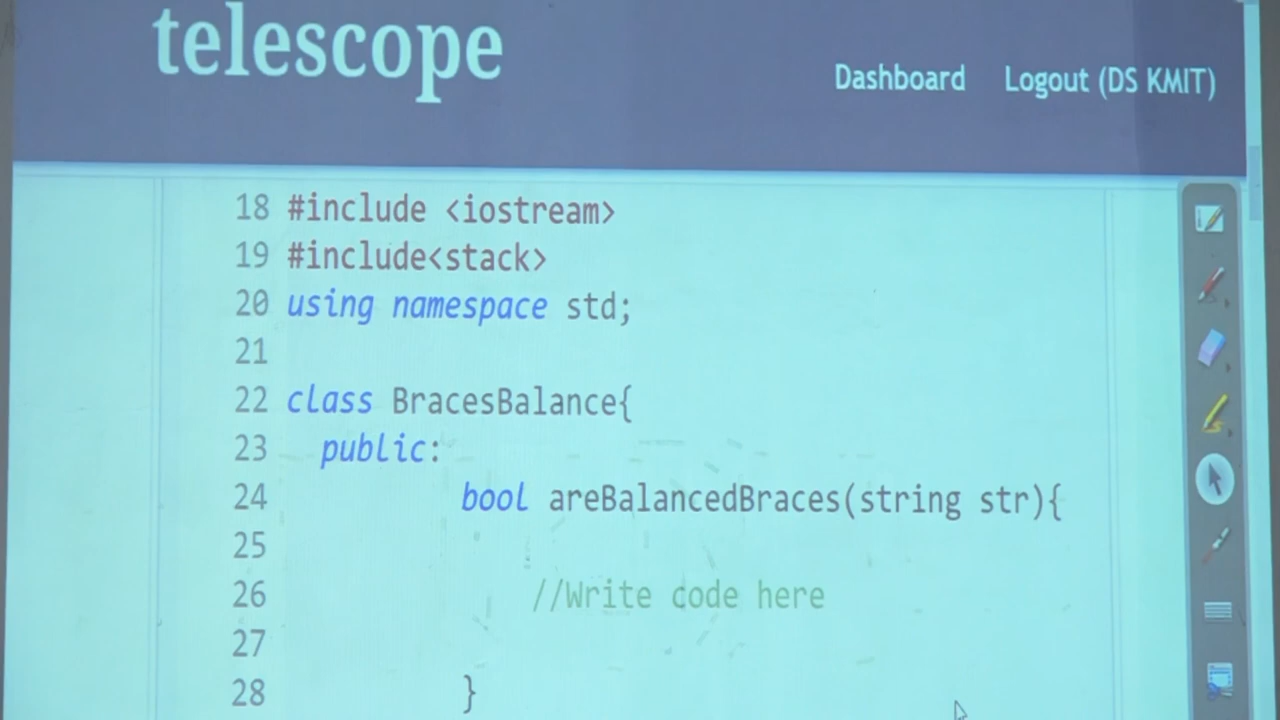 telescope
Dashboard Logout (DS KMIT)
18 #include <iostream>
19 #include<stack>
20 using namespace std;
21
22 class BracesBalance{
23 public:
24 bool areBalancedBraces(string str){
25
26 //Write code here
27
28 }